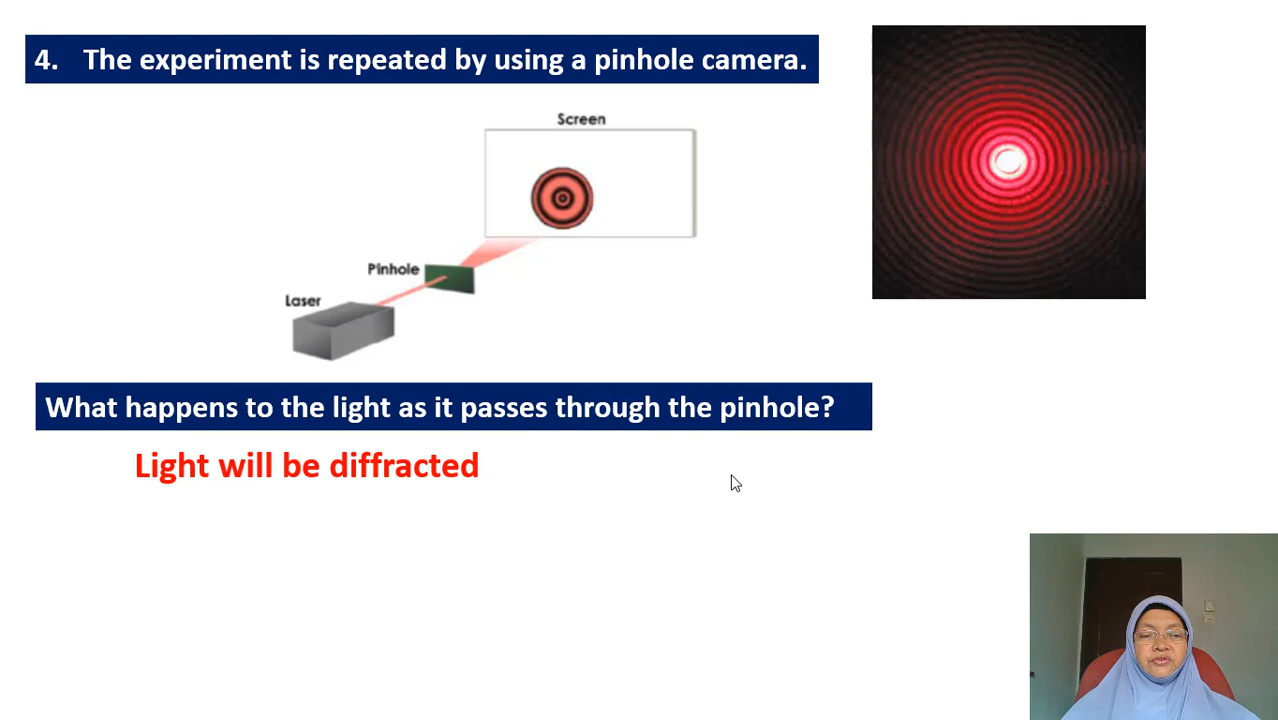 4. The experiment is repeated by using a pinhole camera.
Screen
Pinhole
Laser
What happens to the light as it passes through the pinhole?
Light will be diffracted